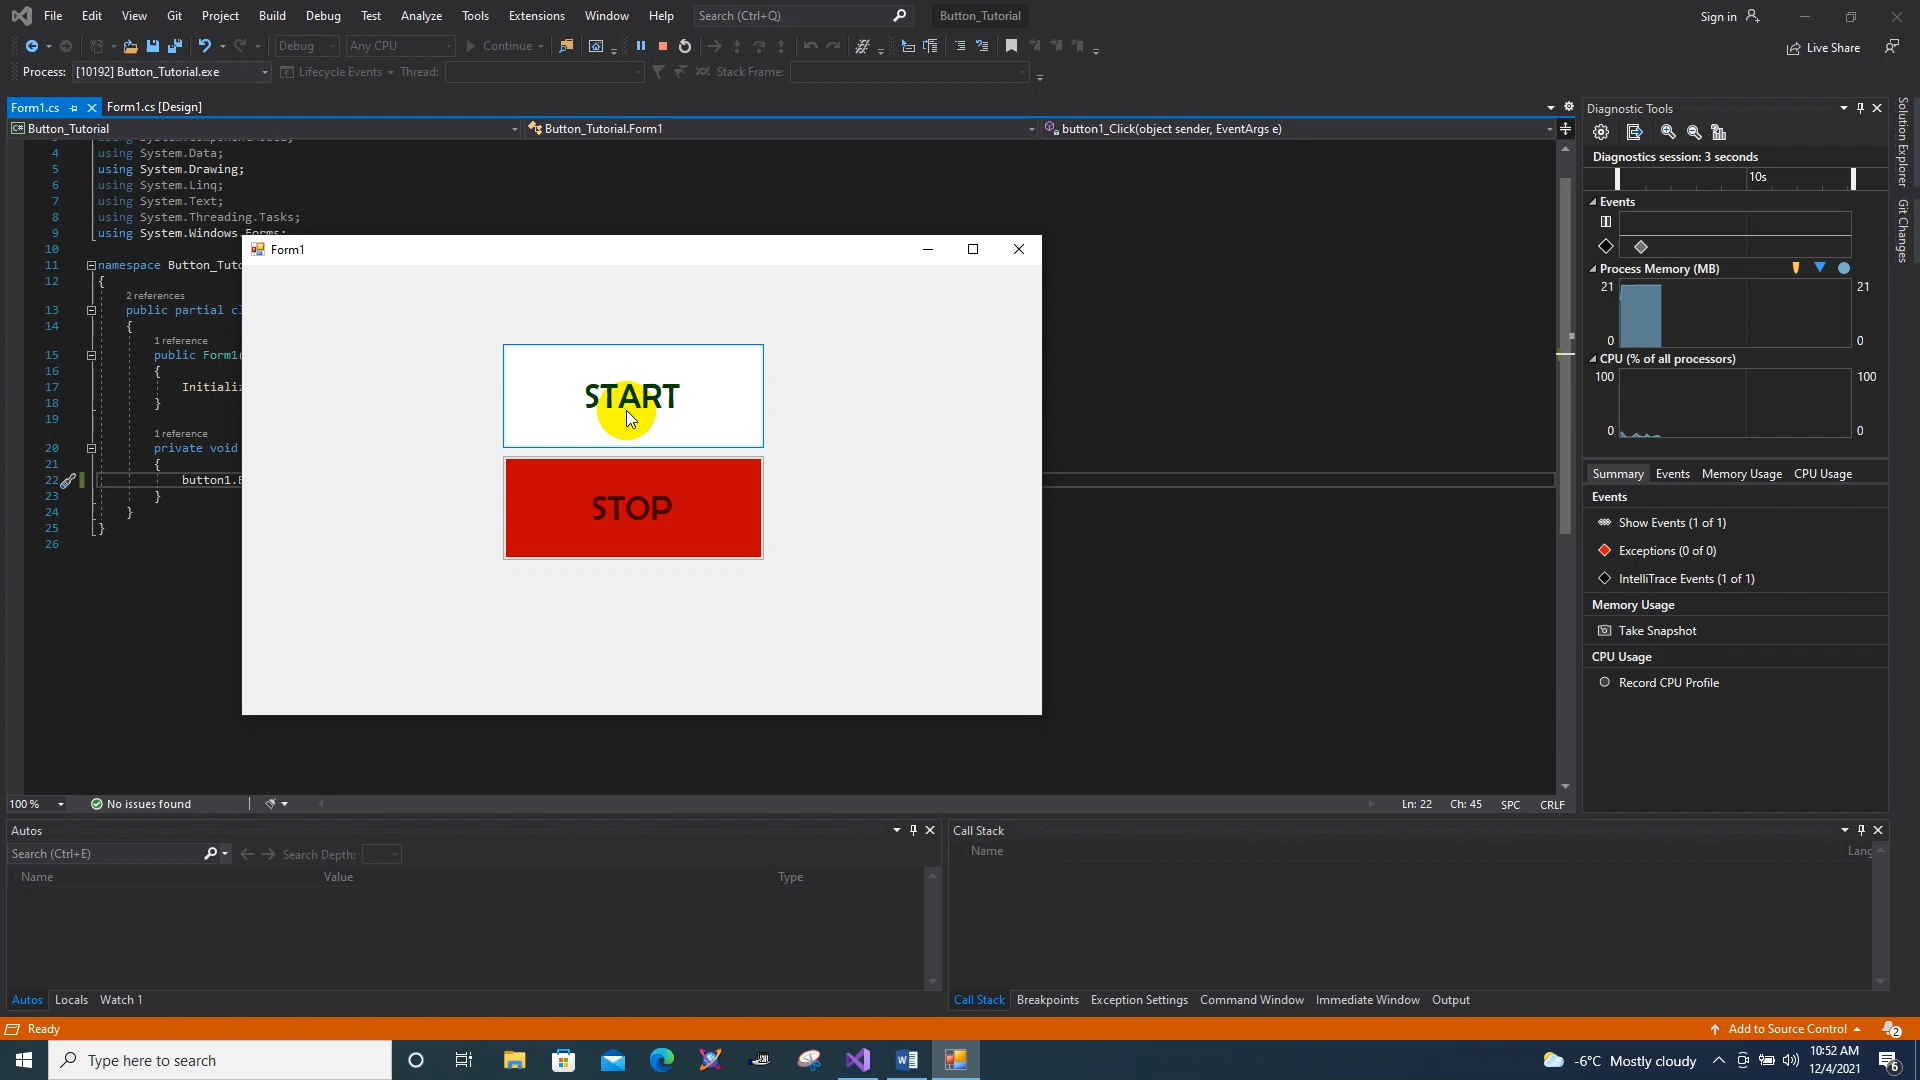 File Edit View Git Project Build Debug Test Analyze Tools Extensions Window Help Search (Ctrl+Q) Button_Tutorial Sign in
Debug Any CPU Continue Live Share
Process: [10192] Button_Tutorial.exe Lifecycle Events Thread: Stack Frame:
Form1.cs Form1.cs [Design]
Button_Tutorial Button_Tutorial.Form1 button1_Click(object sender, EventArgs e)
4 using System.Data;
5 using System.Drawing;
6 using System.Linq;
7 using System.Text;
8 using System.Threading.Tasks;
9 using System.Windows.Forms;
10
11 namespace Button_Tuto
12 {
2 references
13 public partial cl
14 {
1 reference
15 public Form1(
16 {
17 Initializ
18 }
19
1 reference
20 private void
21 {
22 button1.
23 }
24 }
25 }
26
Form1
START
STOP
Diagnostic Tools
Diagnostics session: 3 seconds
10s
Events
Process Memory (MB)
21 21
0 0
CPU (% of all processors)
100 100
0 0
Summary Events Memory Usage CPU Usage
Events
Show Events (1 of 1)
Exceptions (0 of 0)
IntelliTrace Events (1 of 1)
Memory Usage
Take Snapshot
CPU Usage
Record CPU Profile
Solution Explorer
Git Changes
100 % No issues found Ln: 22 Ch: 45 SPC CRLF
Autos
Search (Ctrl+E) Search Depth:
Name Value Type
Autos Locals Watch 1
Call Stack
Name Lang
Call Stack Breakpoints Exception Settings Command Window Immediate Window Output
Ready Add to Source Control 2
Type here to search -6°C Mostly cloudy 10:52 AM
12/4/2021 6